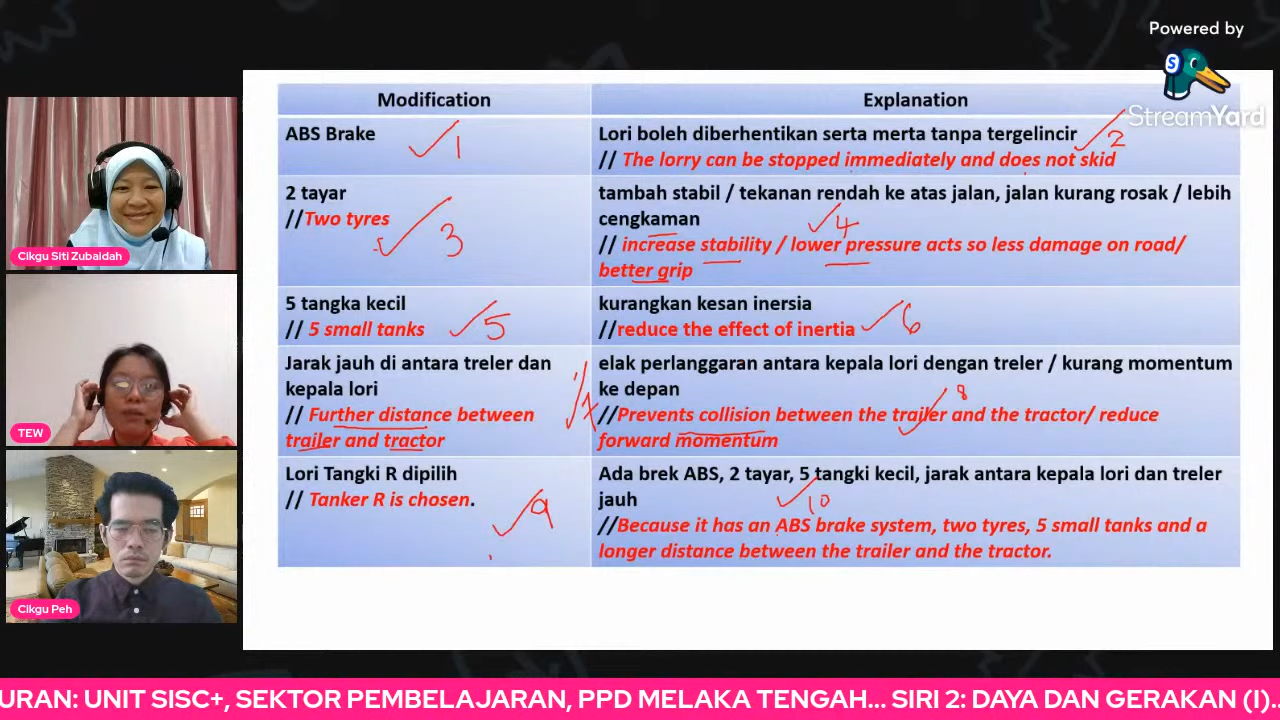 Powered by
StreamYard
Modification
Explanation
ABS Brake
1
Lori boleh diberhentikan serta merta tanpa tergelincir
2
// The lorry can be stopped immediately and does not skid
2 tayar
//Two tyres
3
tambah stabil / tekanan rendah ke atas jalan, jalan kurang rosak / lebih
cengkaman
4
// increase stability / lower pressure acts so less damage on road/
better grip
5 tangka kecil
// 5 small tanks
5
kurangkan kesan inersia
//reduce the effect of inertia
6
Jarak jauh di antara treler dan
kepala lori
// Further distance between
trailer and tractor
7
elak perlanggaran antara kepala lori dengan treler / kurang momentum
ke depan
8
//Prevents collision between the trailer and the tractor/ reduce
forward momentum
Lori Tangki R dipilih
// Tanker R is chosen.
9
Ada brek ABS, 2 tayar, 5 tangki kecil, jarak antara kepala lori dan treler
jauh
10
//Because it has an ABS brake system, two tyres, 5 small tanks and a
longer distance between the trailer and the tractor.
Cikgu Siti Zubaidah
TEW
Cikgu Peh
URAN: UNIT SISC+, SEKTOR PEMBELAJARAN, PPD MELAKA TENGAH... SIRI 2: DAYA DAN GERAKAN (I)..